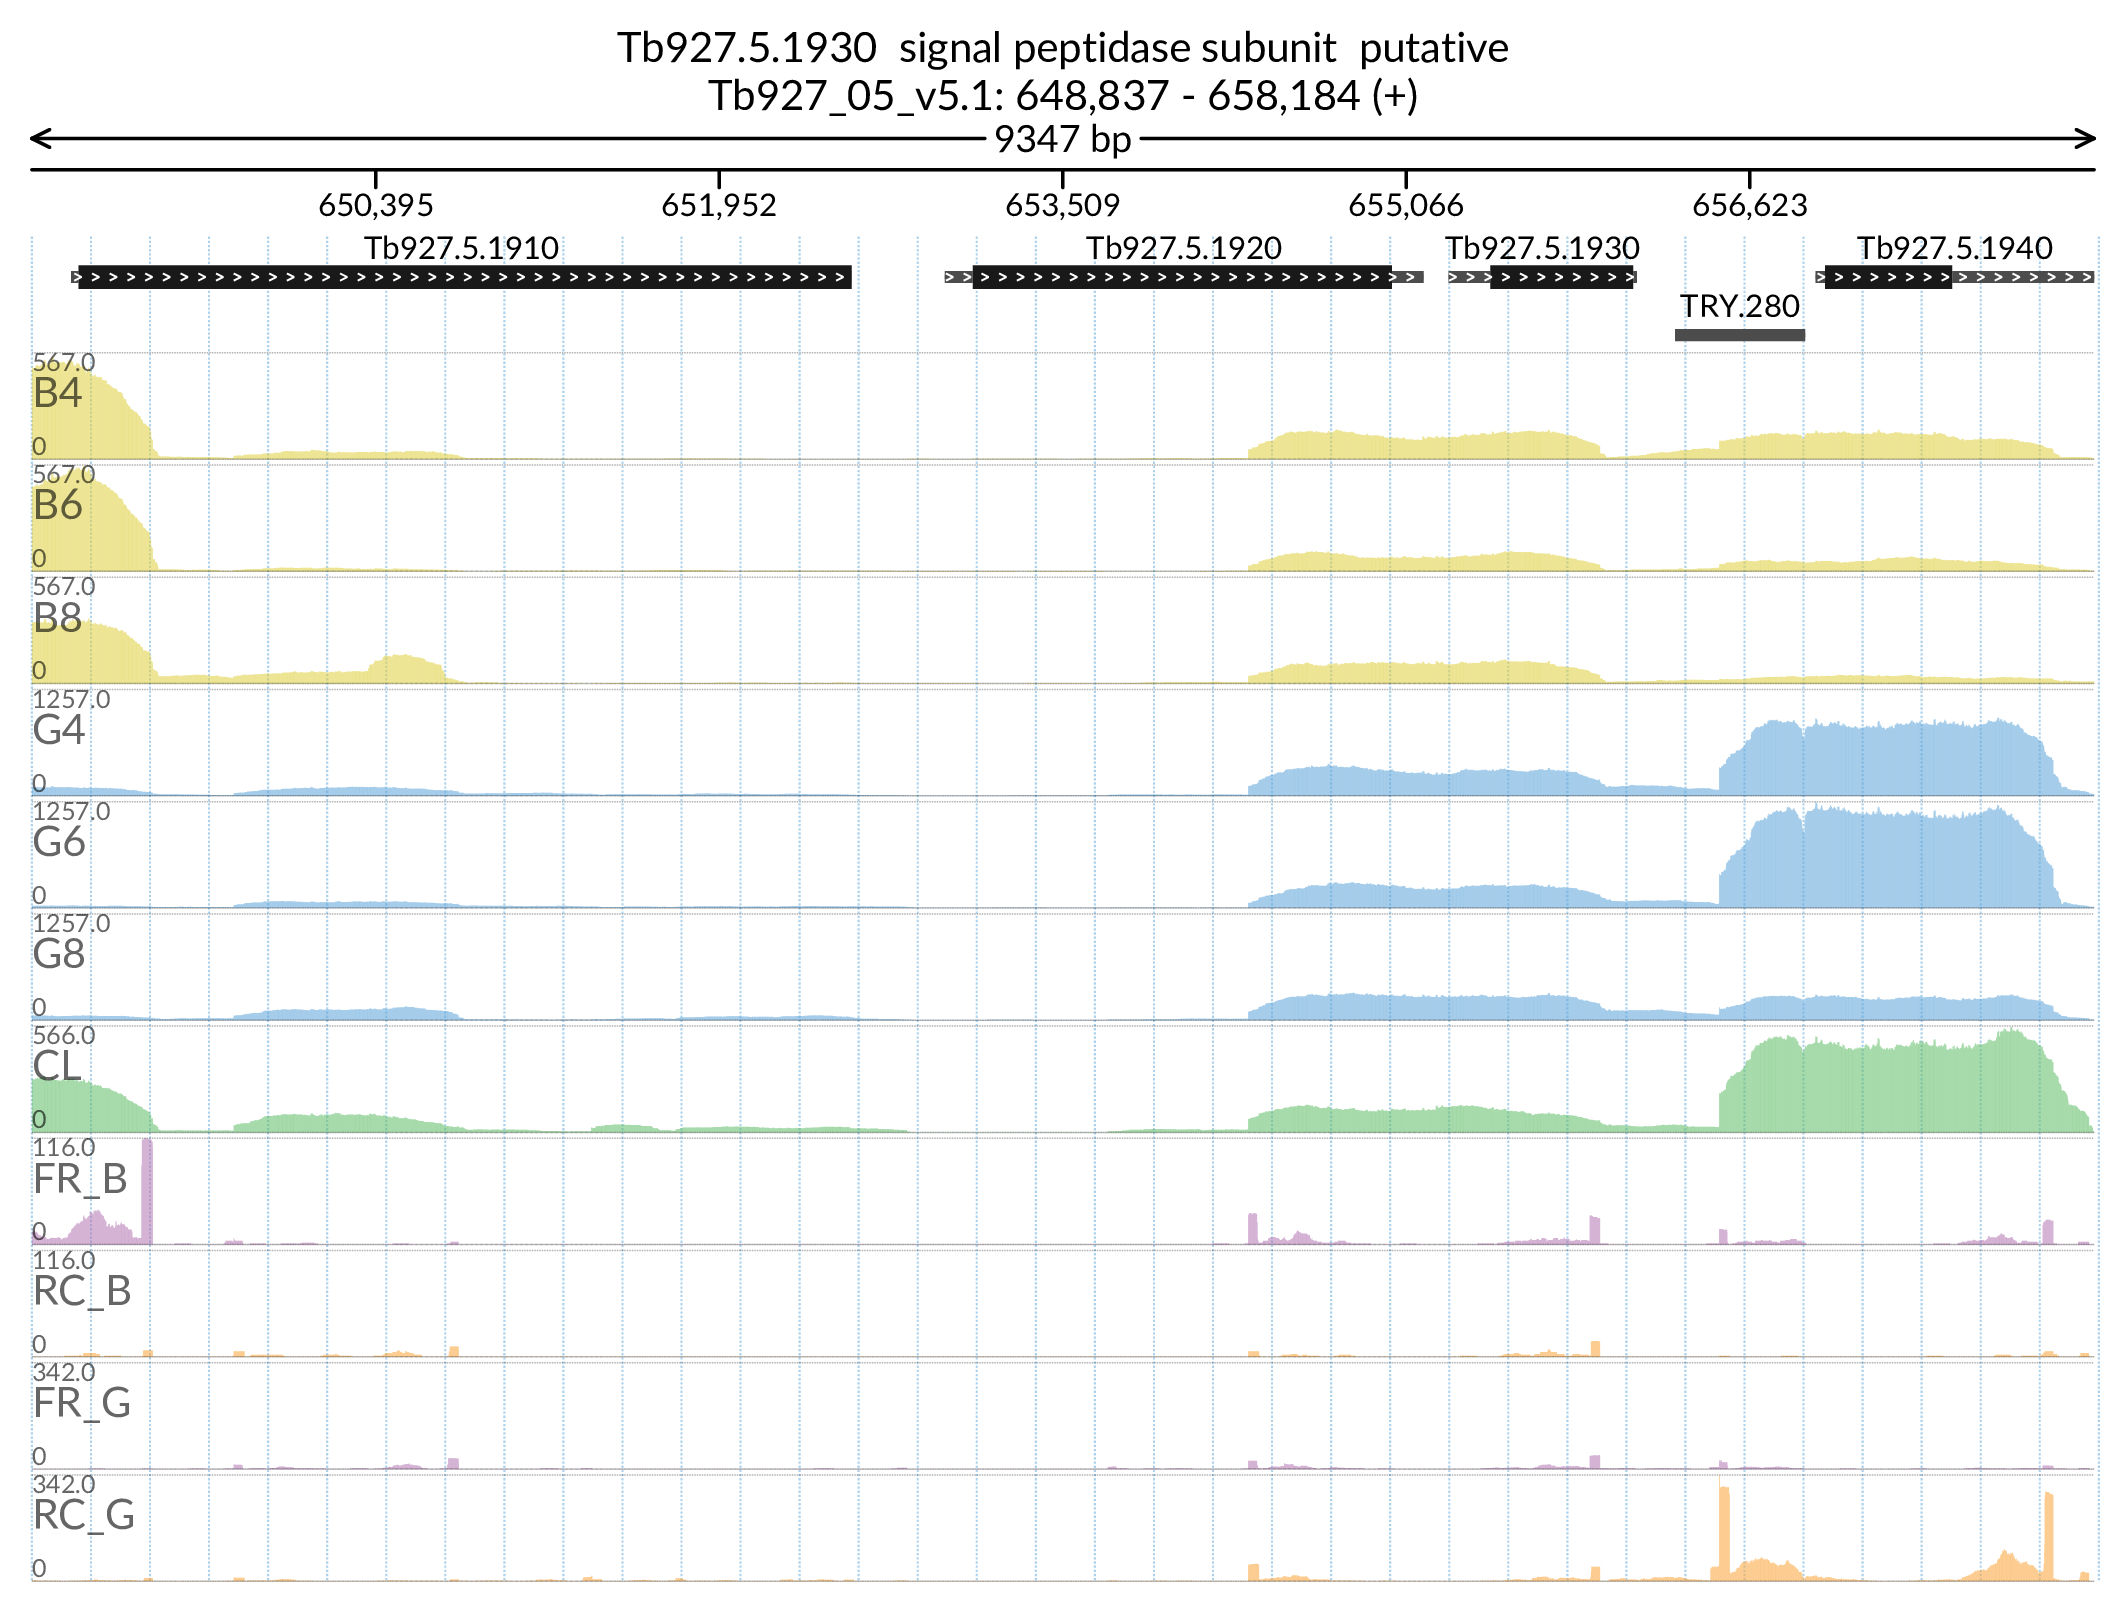 Tb927.5.1930 signal peptidase subunit putative
Tb927_05_v5.1: 648,837 - 658,184 (+)
9347 bp
650,395 651,952 653,509 655,066 656,623
Tb927.5.1910 Tb927.5.1920 Tb927.5.1930 Tb927.5.1940
TRY.280
567.0
B4
0
567.0
B6
0
567.0
B8
0
1257.0
G4
0
1257.0
G6
0
1257.0
G8
0
566.0
CL
0
116.0
FR_B
0
116.0
RC_B
0
342.0
FR_G
0
342.0
RC_G
0